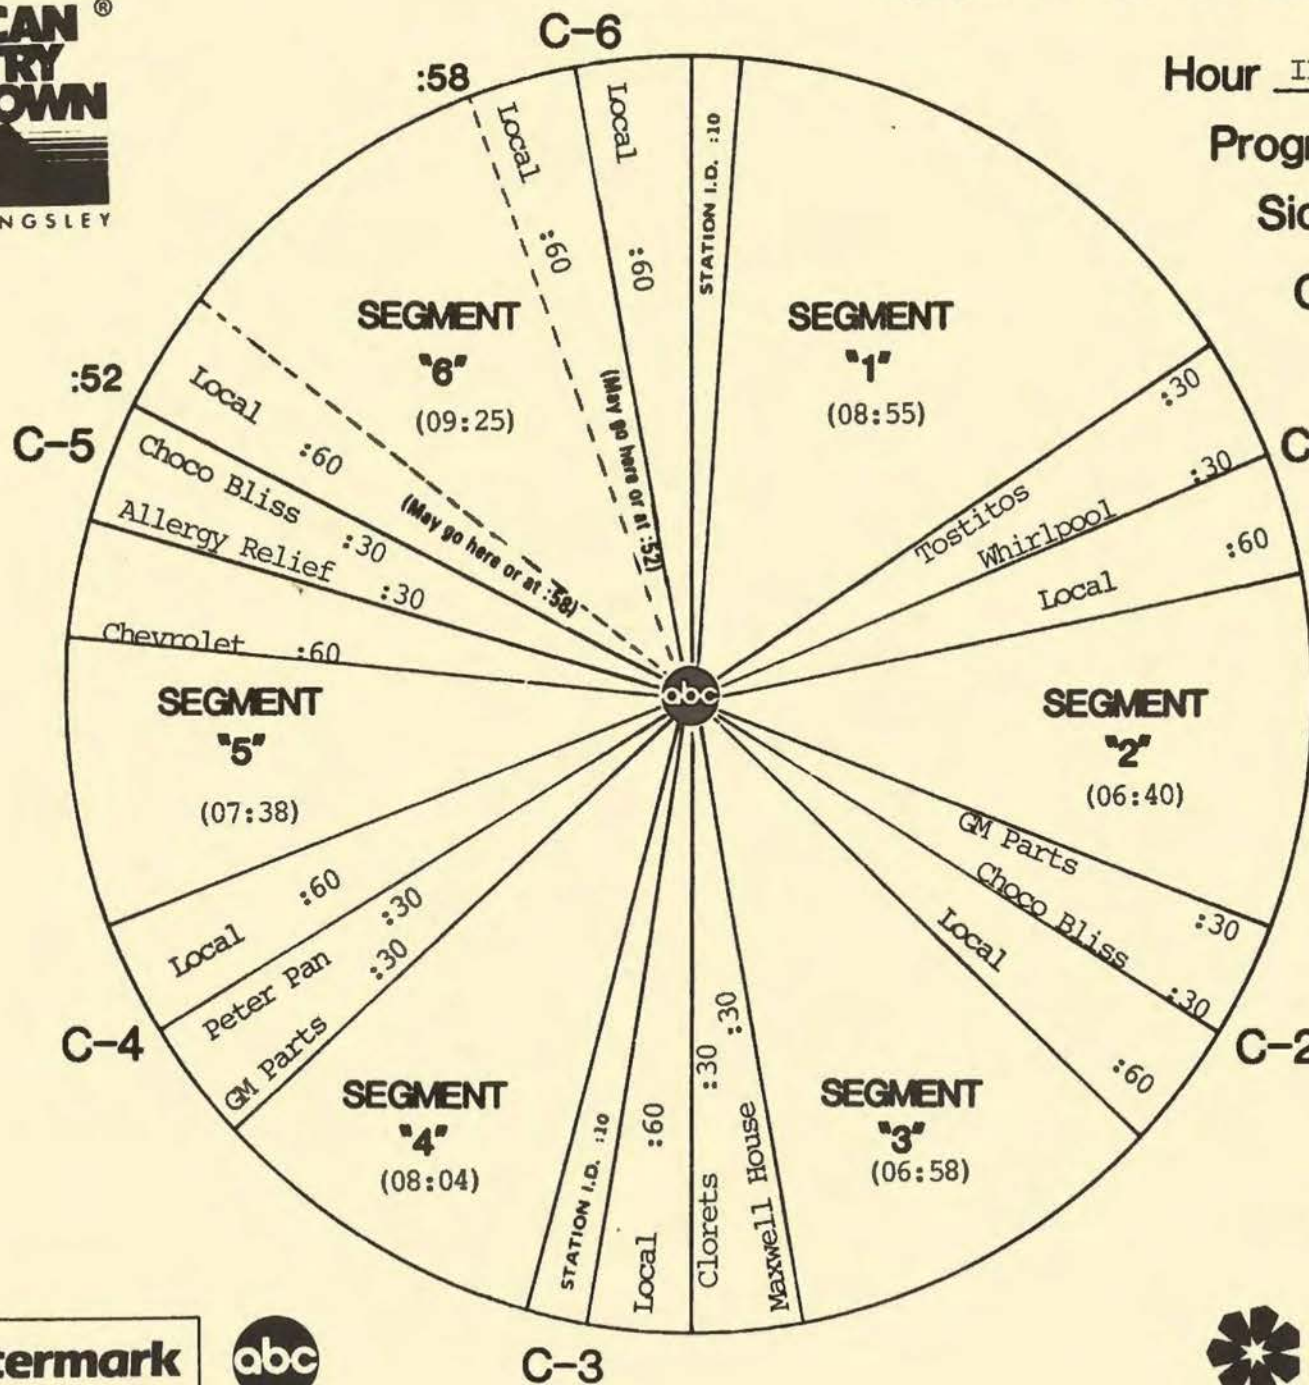 ®
:58
C-6
Hour
Local :60
Local :60
(May go here or at :52)
STATION I.D. :10
SEGMENT
"1"
(08:55)
Tostitos :30
Whirlpool :30
Local :60
SEGMENT
"2"
(06:40)
GM Parts :30
Choco Bliss :30
Local :60
C-2
SEGMENT
"3"
(06:58)
Maxwell House :30
Clorets :30
Local :60
STATION I.D. :10
C-3
SEGMENT
"4"
(08:04)
GM Parts :30
Peter Pan :30
Local :60
C-4
SEGMENT
"5"
(07:38)
Chevrolet :60
Allergy Relief :30
Choco Bliss :30
C-5
:52
Local :60
(May go here or at :58)
SEGMENT
"6"
(09:25)
abc
abc